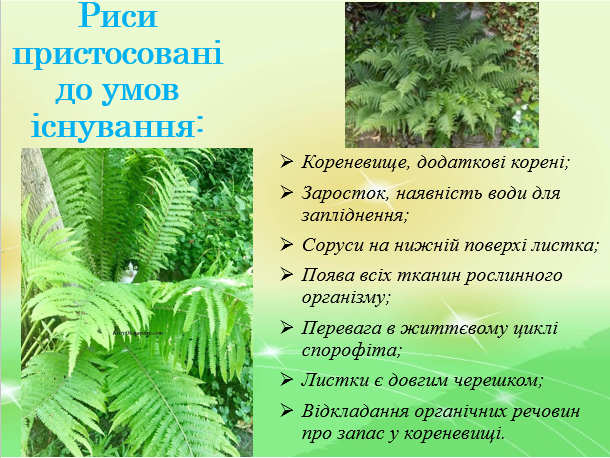 Риси
пристосовані
до умов
існування:
➢ Кореневище, додаткові корені;
➢ Заросток, наявність води для
запліднення;
➢ Соруси на нижній поверхі листка;
➢ Поява всіх тканин рослинного
організму;
➢ Перевага в життєвому циклі
спорофіта;
➢ Листки є довгим черешком;
➢ Відкладання органічних речовин
про запас у кореневищі.